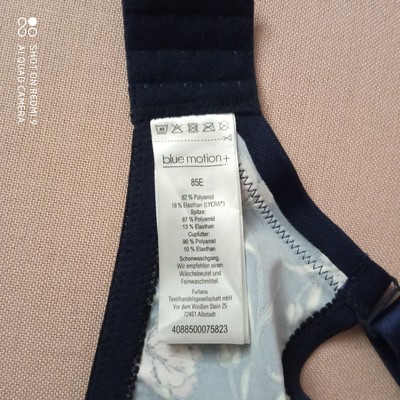 SHOT ON REDMI 9
AI QUAD CAMERA
blue motion+
85E
82 % Polyamid
18 % Elasthan (LYCRA®)
Spitze:
87 % Polyamid
13 % Elasthan
Cupfutter:
90 % Polyamid
10 % Elasthan
Schonwaschgang.
Wir empfehlen einen
Wäschebeutel und
Feinwaschmittel.
Furlana
Textilhandelsgesellschaft mbH
Vor dem Weißen Stein 25
72461 Albstadt
4088500075823